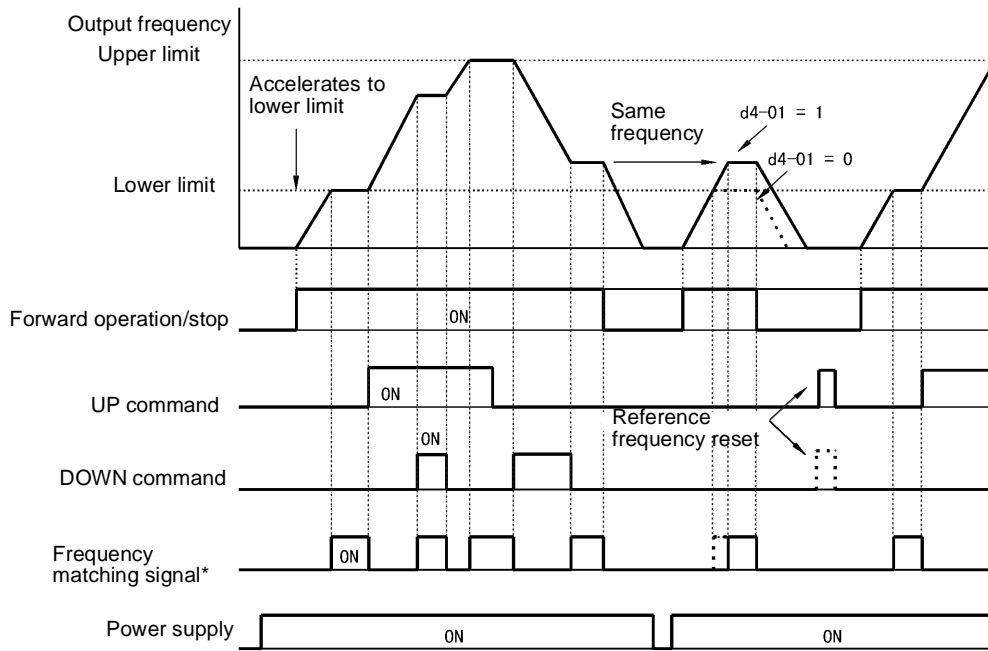 Output frequency
Upper limit
Accelerates to
lower limit
Same
frequency
d4-01 = 1
d4-01 = 0
Lower limit
Forward operation/stop
ON
UP command
ON
Reference
frequency reset
ON
DOWN command
Frequency
matching signal*
ON
Power supply
ON
ON